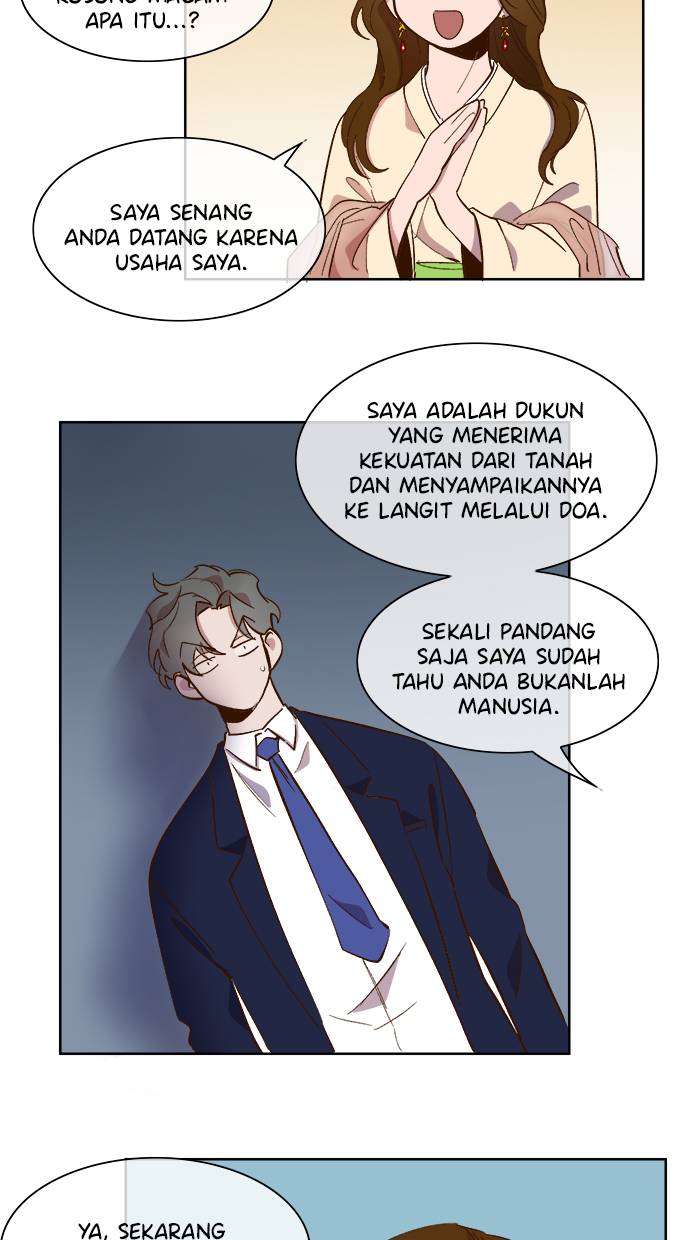 APA ITU...?
SAYA SENANG
ANDA DATANG KARENA
USAHA SAYA.
SAYA ADALAH DUKUN
YANG MENERIMA
KEKUATAN DARI TANAH
DAN MENYAMPAIKANNYA
KE LANGIT MELALUI DOA.
SEKALI PANDANG
SAJA SAYA SUDAH
TAHU ANDA BUKANLAH
MANUSIA.
YA, SEKARANG